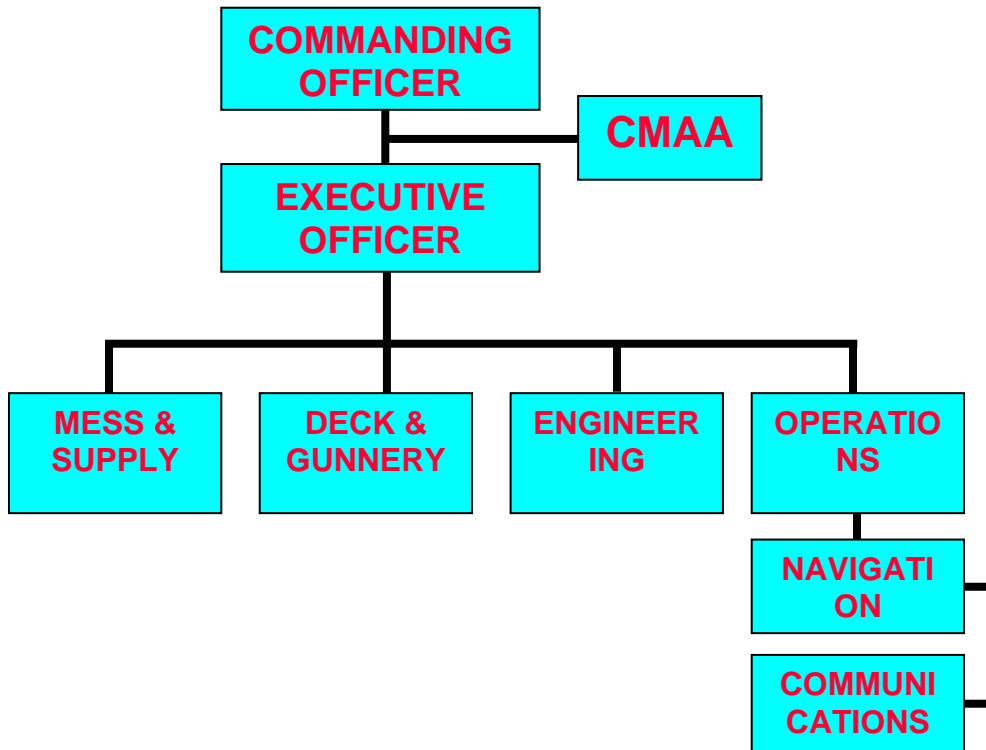 COMMANDING
OFFICER
CMAA
EXECUTIVE
OFFICER
MESS &
SUPPLY
DECK &
GUNNERY
ENGINEER
ING
OPERATIO
NS
NAVIGATI
ON
COMMUNI
CATIONS